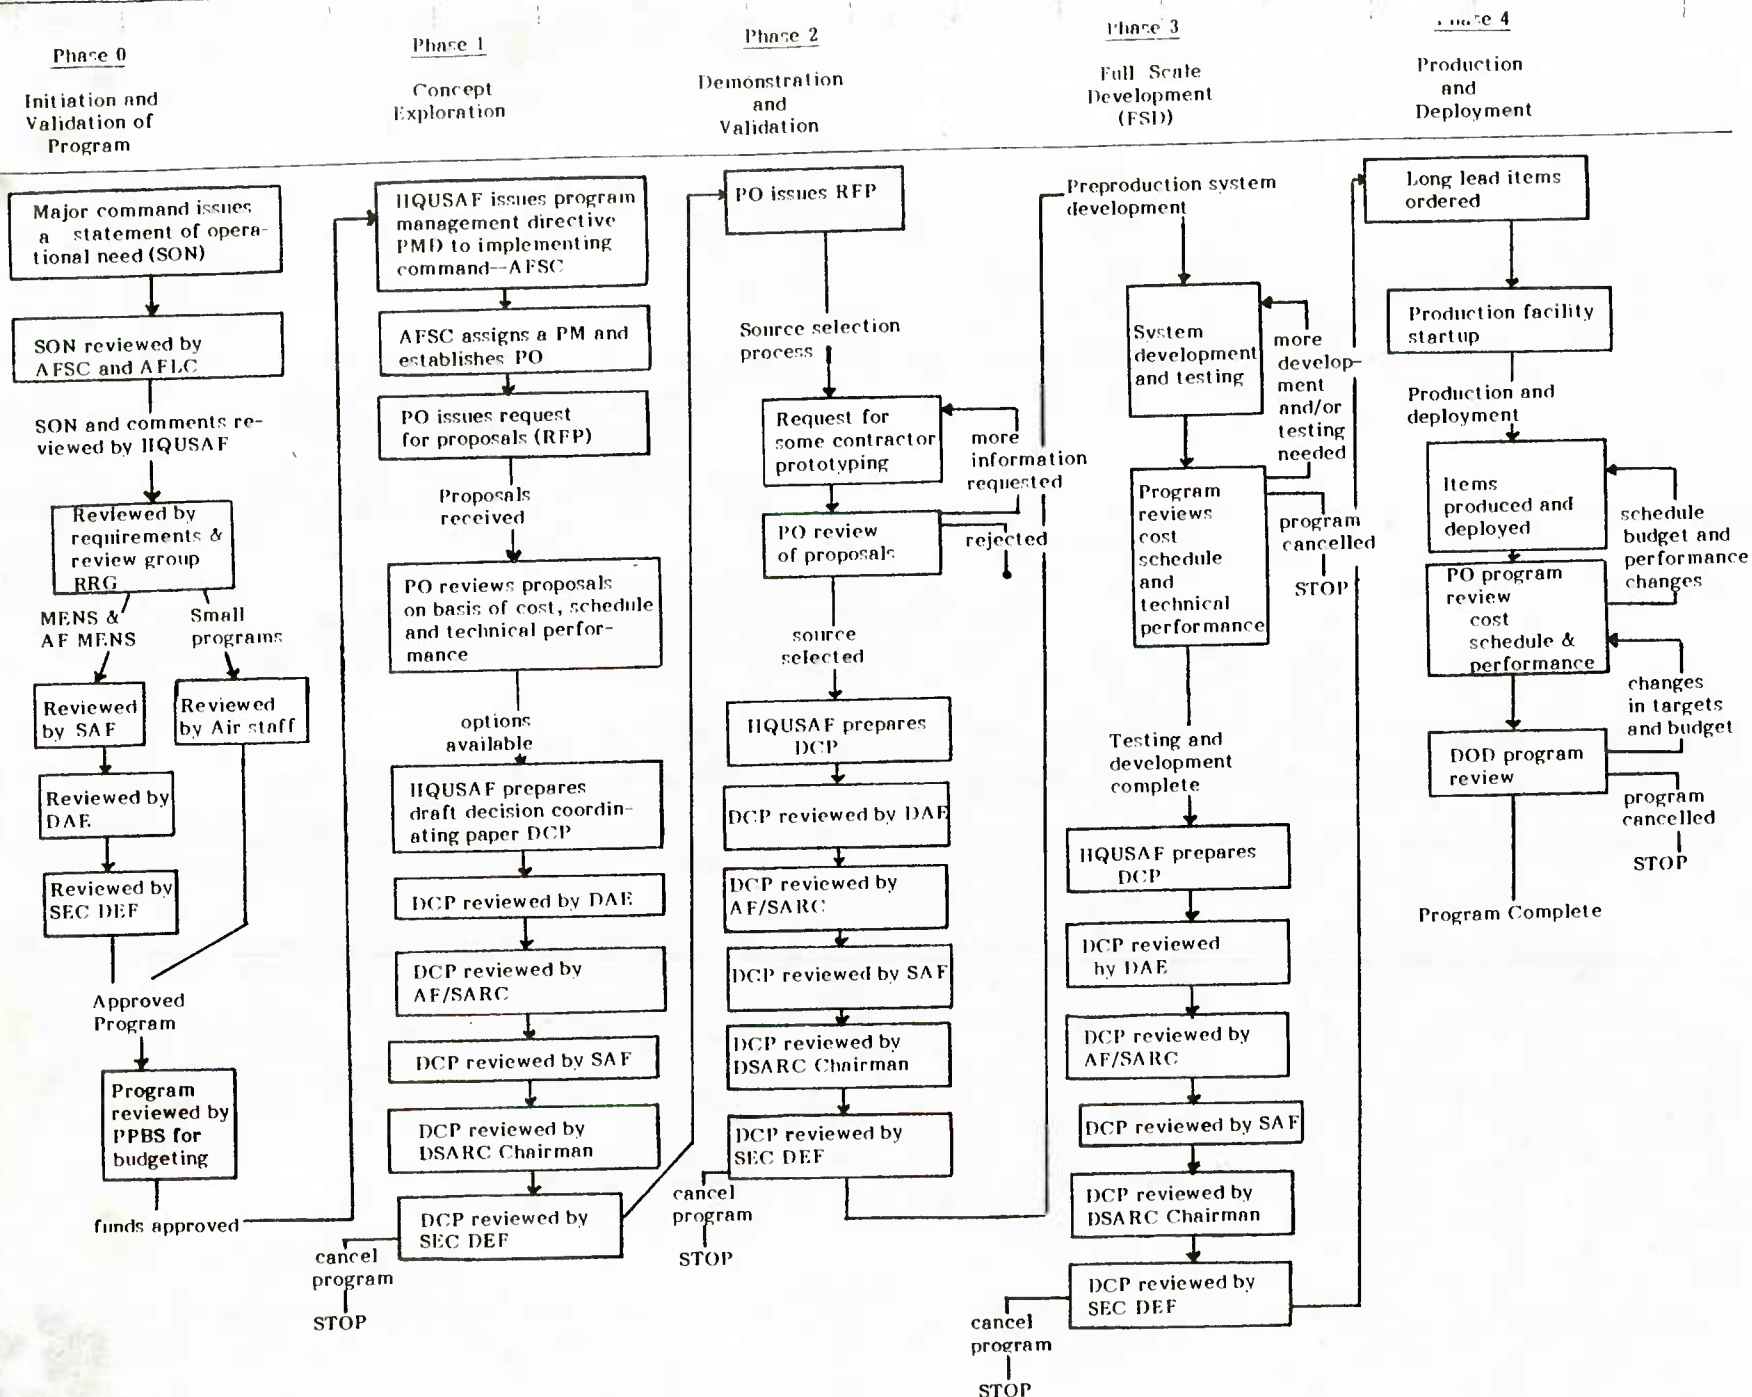 Phase 0
Initiation and
Validation of
Program
Major command issues
a statement of opera-
tional need (SON)
SON reviewed by
AFSC and AFLC
SON and comments re-
viewed by HQUSAF
Reviewed by
requirements &
review group
RRG
MENS &
AF MENS
Small
programs
Reviewed
by SAF
Reviewed
by Air staff
Reviewed by
DAE
Reviewed by
SEC DEF
Approved
Program
Program
reviewed by
PPBS for
budgeting
funds approved
Phase 1
Concept
Exploration
HQUSAF issues program
management directive
PMD to implementing
command--AFSC
AFSC assigns a PM and
establishes PO
PO issues request
for proposals (RFP)
Proposals
received
PO reviews proposals
on basis of cost, schedule
and technical perfor-
mance
options
available
HQUSAF prepares
draft decision coordin-
ating paper DCP
DCP reviewed by DAE
DCP reviewed by
AF/SARC
DCP reviewed by SAF
DCP reviewed by
DSARC Chairman
DCP reviewed by
SEC DEF
cancel
program
STOP
Phase 2
Demonstration
and
Validation
PO issues RFP
Source selection
process
Request for
some contractor
prototyping
more
information
requested
PO review
of proposals
rejected
source
selected
HQUSAF prepares
DCP
DCP reviewed by DAE
DCP reviewed by
AF/SARC
DCP reviewed by SAF
DCP reviewed by
DSARC Chairman
DCP reviewed by
SEC DEF
cancel
program
STOP
Phase 3
Full Scale
Development
(FSD)
Preproduction system
development
System
development
and testing
more
develop-
ment
and/or
testing
needed
Program
reviews
cost
schedule
and
technical
performance
program
cancelled
STOP
Testing and
development
complete
HQUSAF prepares
DCP
DCP reviewed
by DAE
DCP reviewed by
AF/SARC
DCP reviewed by SAF
DCP reviewed by
DSARC Chairman
DCP reviewed by
SEC DEF
cancel
program
STOP
Phase 4
Production
and
Deployment
Long lead items
ordered
Production facility
startup
Production and
deployment
Items
produced and
deployed
schedule
budget and
performance
changes
PO program
review
cost
schedule &
performance
changes
in targets
and budget
DOD program
review
program
cancelled
STOP
Program Complete